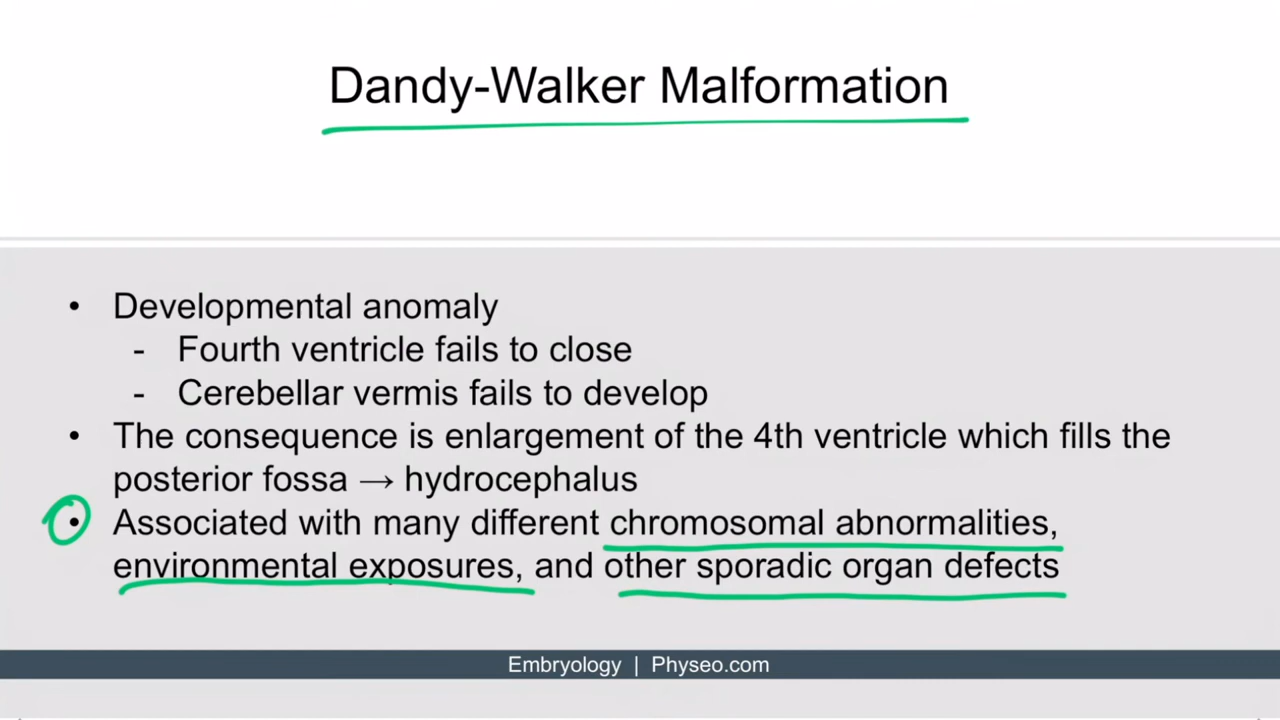 Dandy-Walker Malformation
• Developmental anomaly
- Fourth ventricle fails to close
- Cerebellar vermis fails to develop
• The consequence is enlargement of the 4th ventricle which fills the
posterior fossa → hydrocephalus
• Associated with many different chromosomal abnormalities,
environmental exposures, and other sporadic organ defects
Embryology | Physeo.com